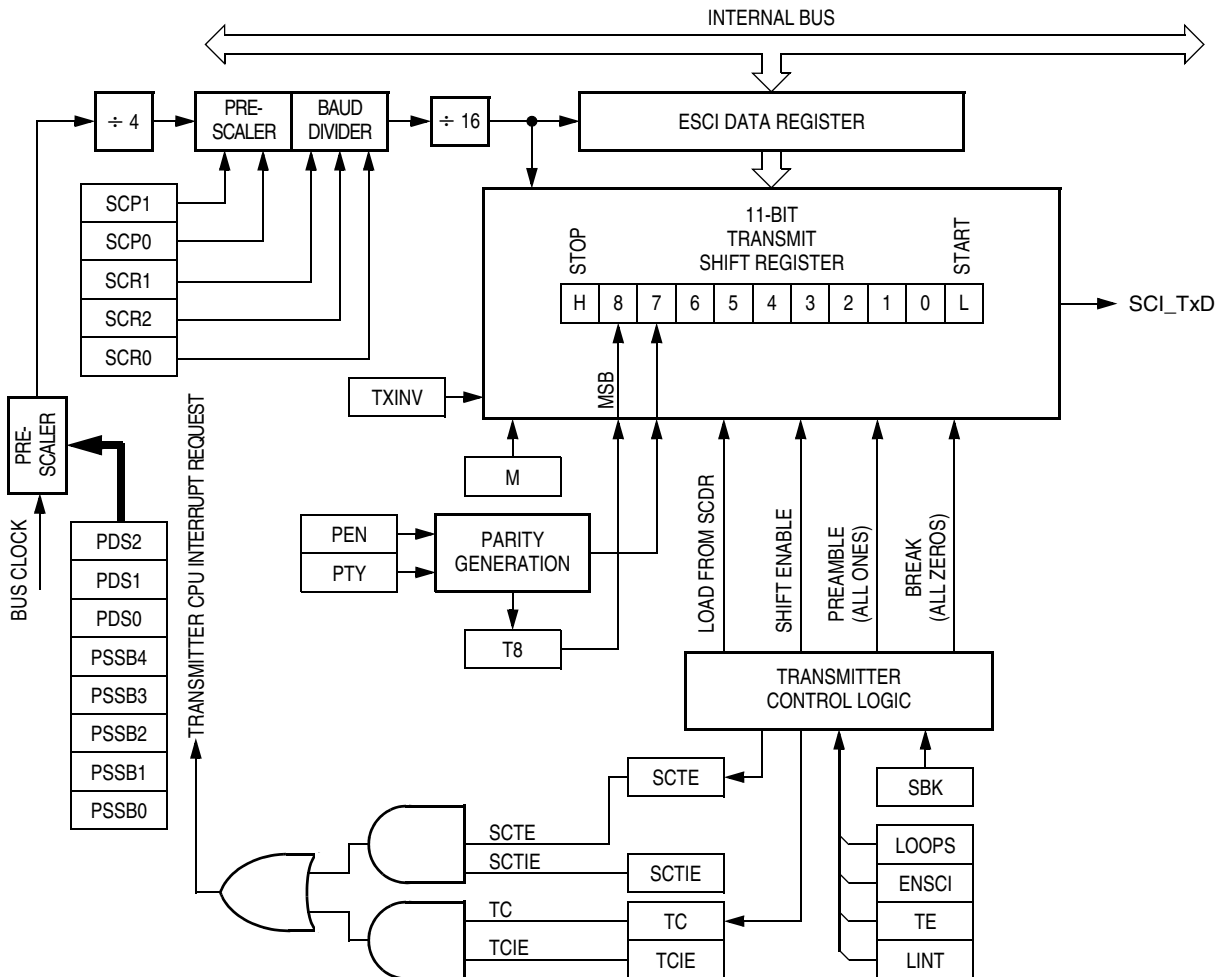 INTERNAL BUS
÷ 4
PRE-
SCALER
BAUD
DIVIDER
÷ 16
ESCI DATA REGISTER
SCP1
SCP0
SCR1
SCR2
SCR0
11-BIT
TRANSMIT
SHIFT REGISTER
STOP
START
H 8 7 6 5 4 3 2 1 0 L
SCI_TxD
MSB
TXINV
M
PRE-
SCALER
BUS CLOCK
PDS2
PDS1
PDS0
PSSB4
PSSB3
PSSB2
PSSB1
PSSB0
TRANSMITTER CPU INTERRUPT REQUEST
PEN
PTY
PARITY
GENERATION
T8
LOAD FROM SCDR
SHIFT ENABLE
PREAMBLE
(ALL ONES)
BREAK
(ALL ZEROS)
TRANSMITTER
CONTROL LOGIC
SCTE
SBK
SCTE
SCTIE
SCTIE
TC
TC
TCIE
TCIE
LOOPS
ENSCI
TE
LINT